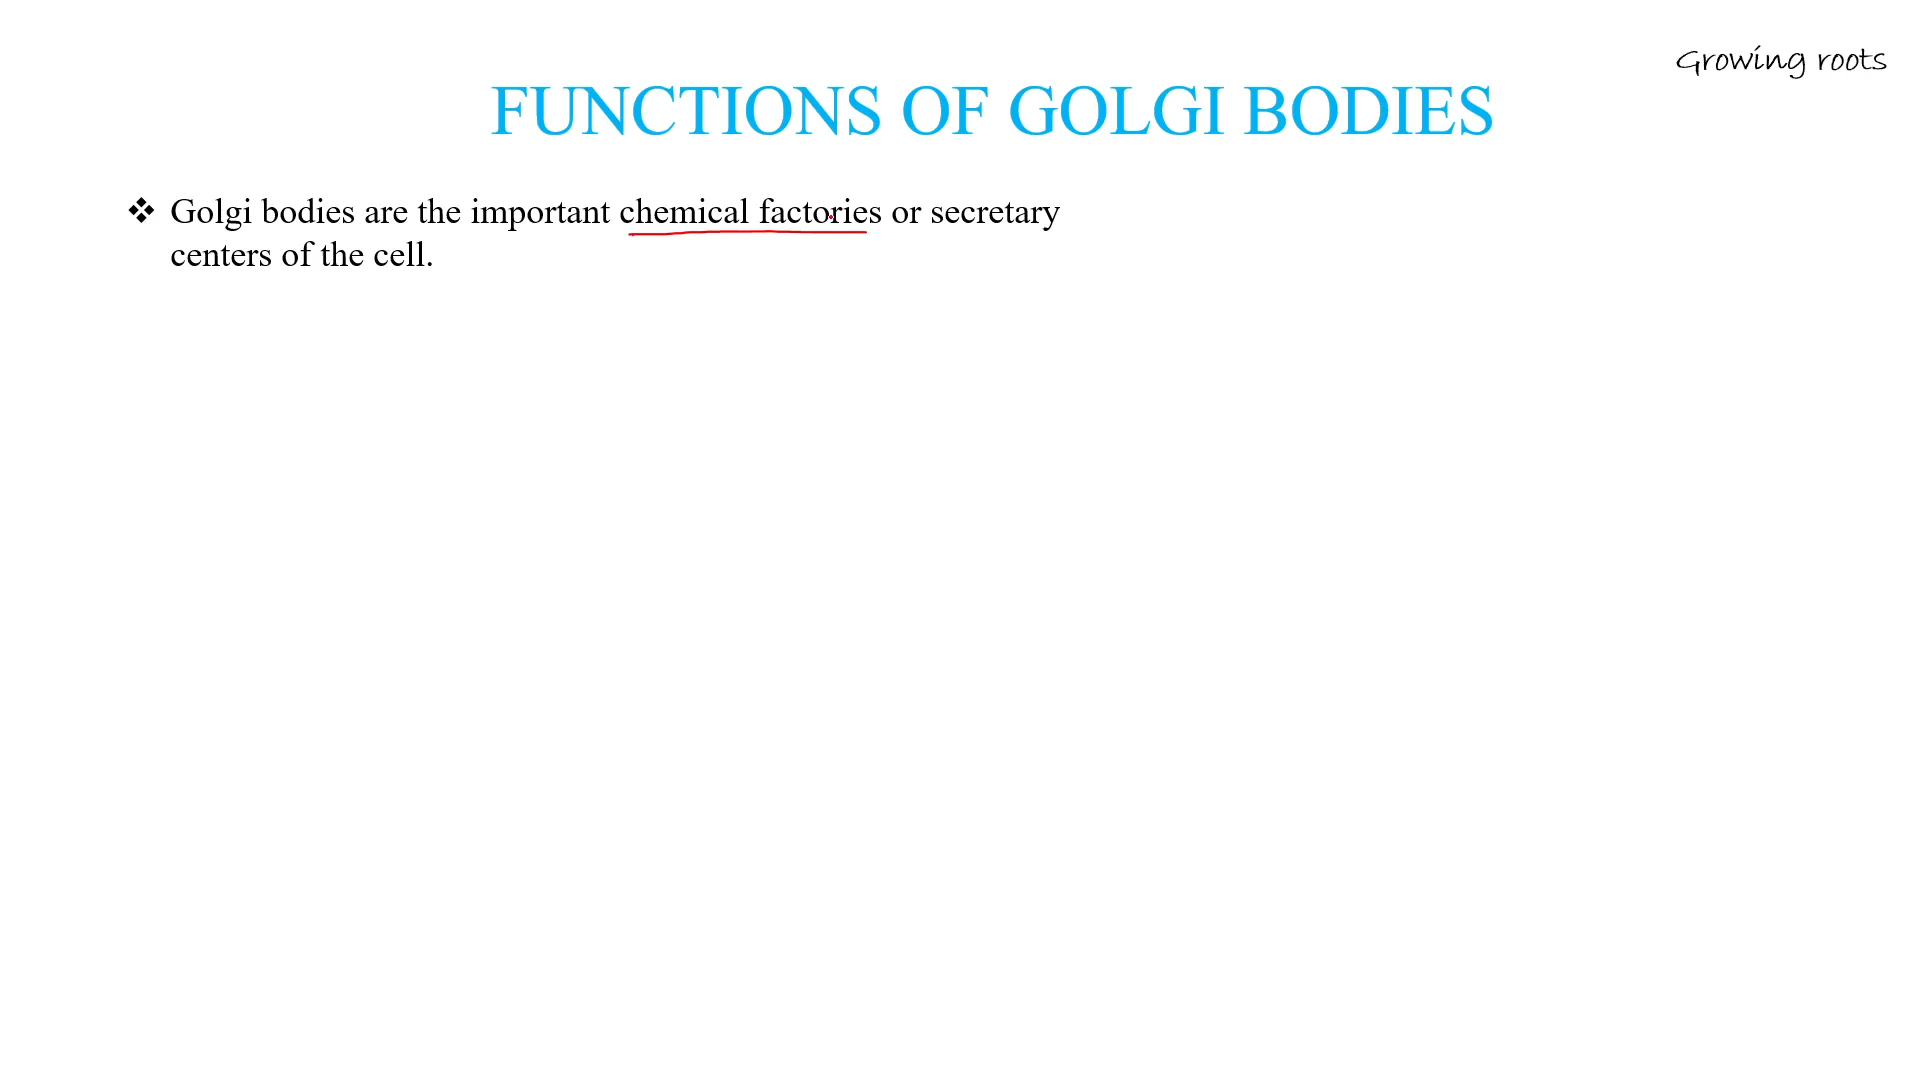 Growing roots
FUNCTIONS OF GOLGI BODIES
❖ Golgi bodies are the important chemical factories or secretary
centers of the cell.